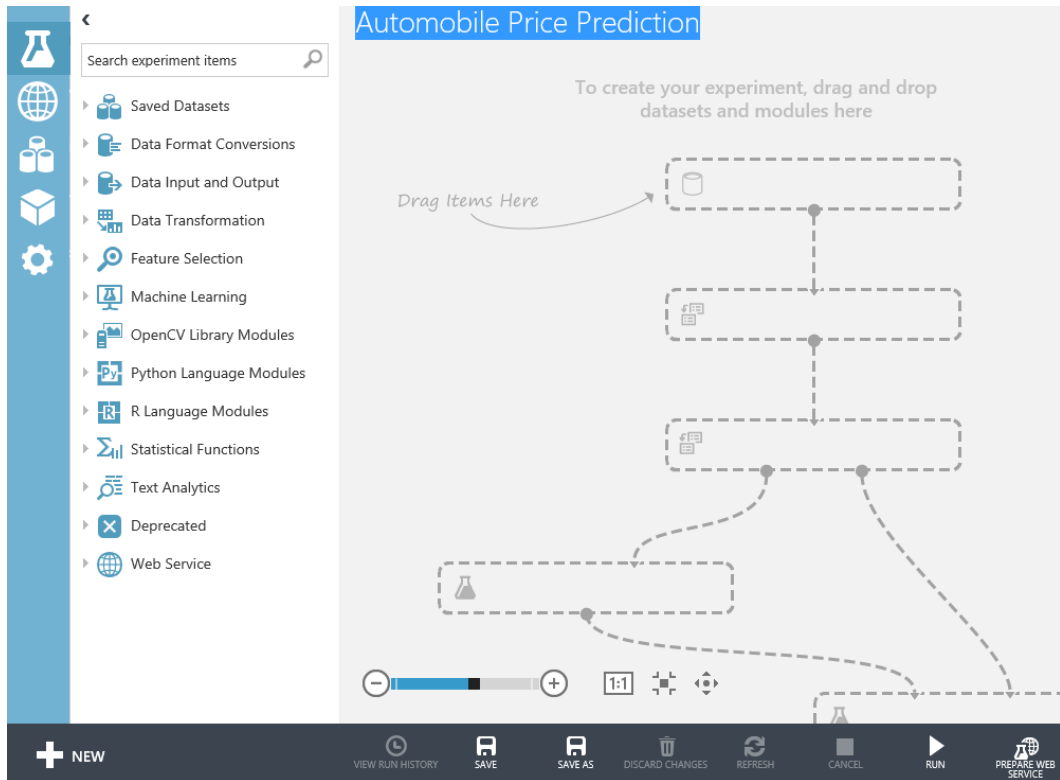 Automobile Price Prediction
Search experiment items
Saved Datasets
Data Format Conversions
Data Input and Output
Data Transformation
Feature Selection
Machine Learning
OpenCV Library Modules
Py Python Language Modules
R R Language Modules
Statistical Functions
Text Analytics
Deprecated
Web Service
To create your experiment, drag and drop
datasets and modules here
Drag Items Here
1:1
NEW
VIEW RUN HISTORY
SAVE
SAVE AS
DISCARD CHANGES
REFRESH
CANCEL
RUN
PREPARE WEB
SERVICE